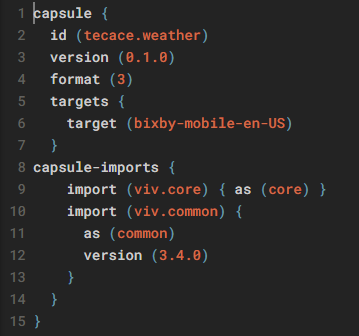 1 capsule {
2   id (tecace.weather)
3   version (0.1.0)
4   format (3)
5   targets {
6     target (bixby-mobile-en-US)
7   }
8 capsule-imports {
9     import (viv.core) { as (core) }
10     import (viv.common) {
11       as (common)
12       version (3.4.0)
13     }
14   }
15 }